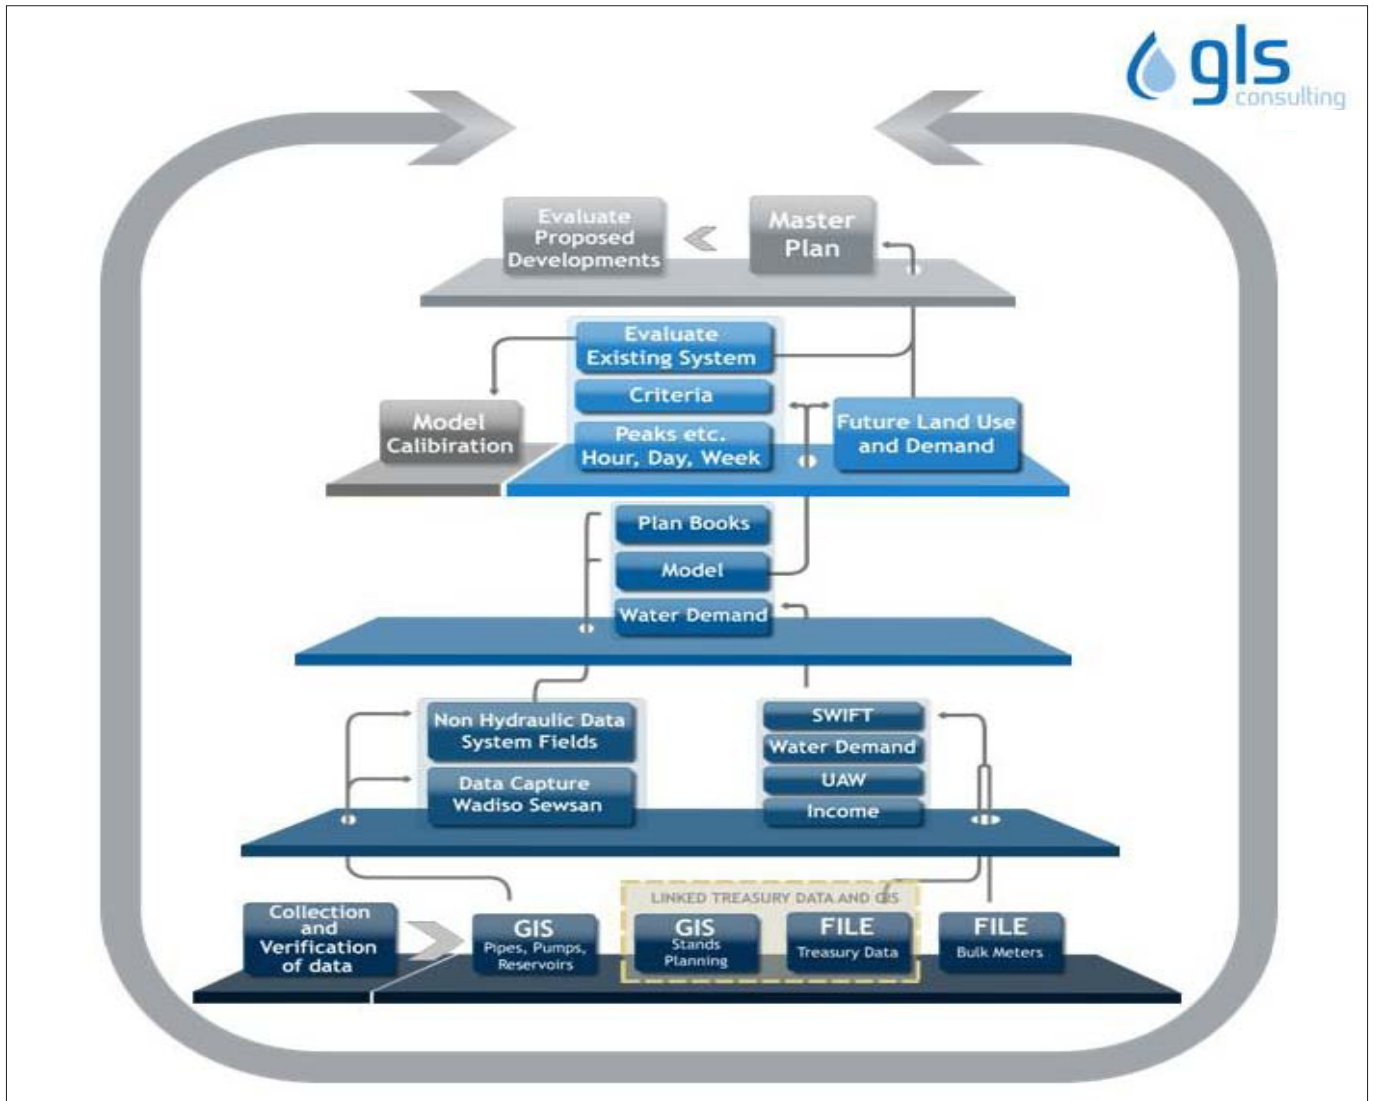 gls
consulting
Evaluate
Proposed
Developments
Master
Plan
Evaluate
Existing System
Criteria
Peaks etc.
Hour, Day, Week
Model
Calibiration
Future Land Use
and Demand
Plan Books
Model
Water Demand
Non Hydraulic Data
System Fields
Data Capture
Wadiso Sewsan
SWIFT
Water Demand
UAW
Income
Collection
and
Verification
of data
GIS
Pipes, Pumps,
Reservoirs
LINKED TREASURY DATA AND GIS
GIS
Stands
Planning
FILE
Treasury Data
FILE
Bulk Meters